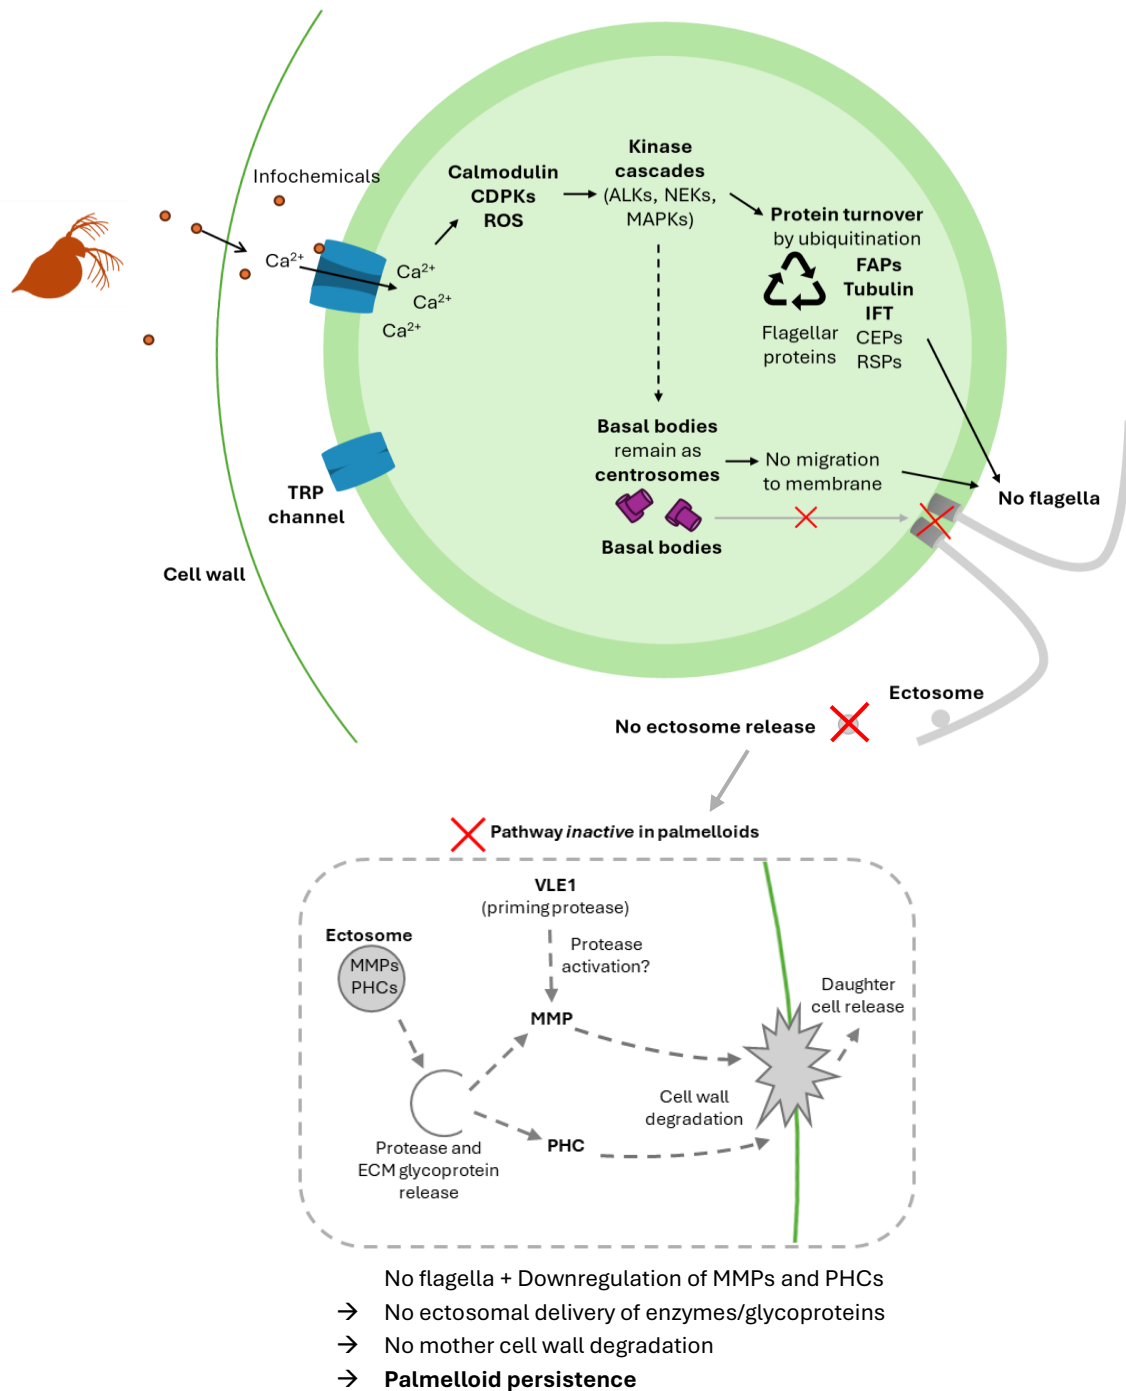 Infochemicals
Ca²⁺
Ca²⁺
Ca²⁺
Ca²⁺
Calmodulin
CDPKs
ROS
Kinase
cascades
(ALKs, NEKs,
MAPKs)
Protein turnover
by ubiquitination
FAPs
Tubulin
IFT
CEPs
RSPs
Flagellar
proteins
Basal bodies
remain as
centrosomes
No migration
to membrane
No flagella
Basal bodies
TRP
channel
Cell wall
Ectosome
No ectosome release
Pathway inactive in palmelloids
VLE1
(priming protease)
Ectosome
MMPs
PHCs
Protease
activation?
MMP
Daughter
cell release
Cell wall
degradation
PHC
Protease and
ECM glycoprotein
release
No flagella + Downregulation of MMPs and PHCs
→ No ectosomal delivery of enzymes/glycoproteins
→ No mother cell wall degradation
→ Palmelloid persistence